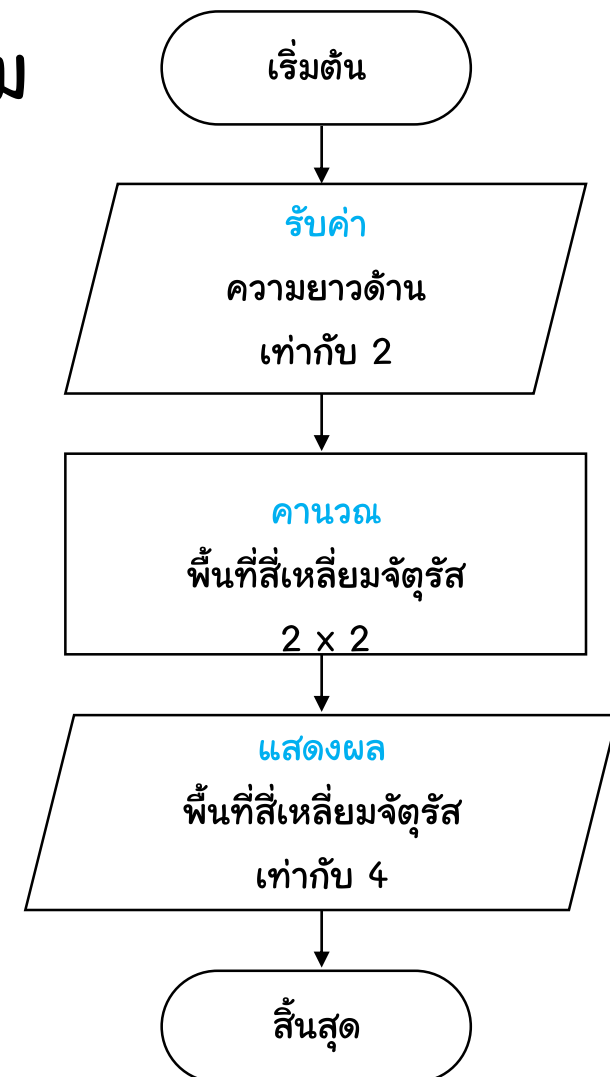 เริ่มต้น
รับค่า
ความยาวด้าน
เท่ากับ 2
คานวณ
พื้นที่สี่เหลี่ยมจัตุรัส
2 x 2
แสดงผล
พื้นที่สี่เหลี่ยมจัตุรัส
เท่ากับ 4
สิ้นสุด